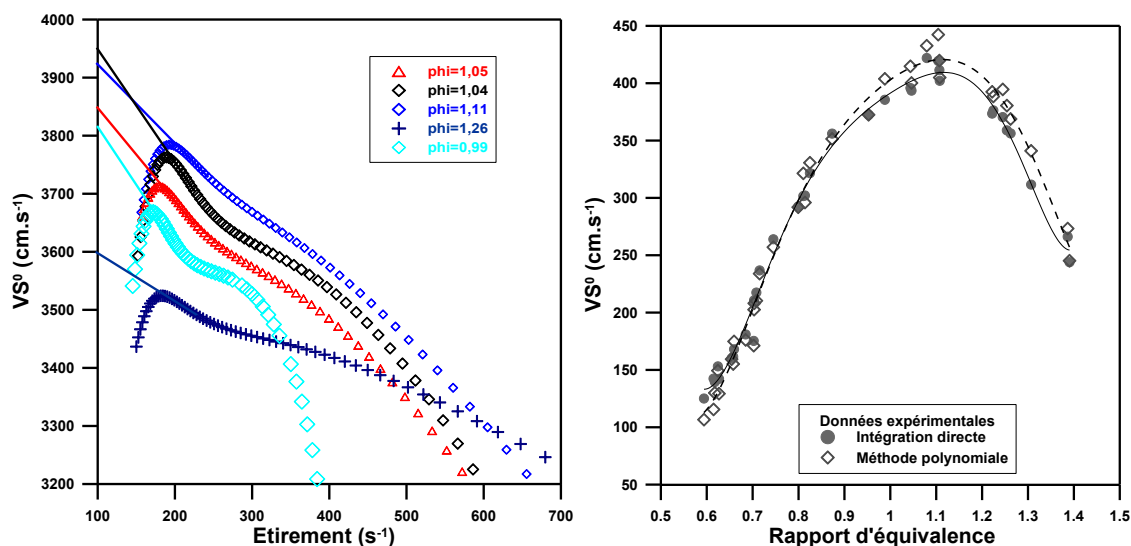 4000
3900
3800
3700
3600
3500
3400
3300
3200
VS⁰ (cm.s⁻¹)
100 200 300 400 500 600 700
Etirement (s⁻¹)
phi=1,05
phi=1,04
phi=1,11
phi=1,26
phi=0,99
450
400
350
300
250
200
150
100
50
VS⁰ (cm.s⁻¹)
0.5 0.6 0.7 0.8 0.9 1 1.1 1.2 1.3 1.4 1.5
Rapport d'équivalence
Données expérimentales
Intégration directe
Méthode polynomiale